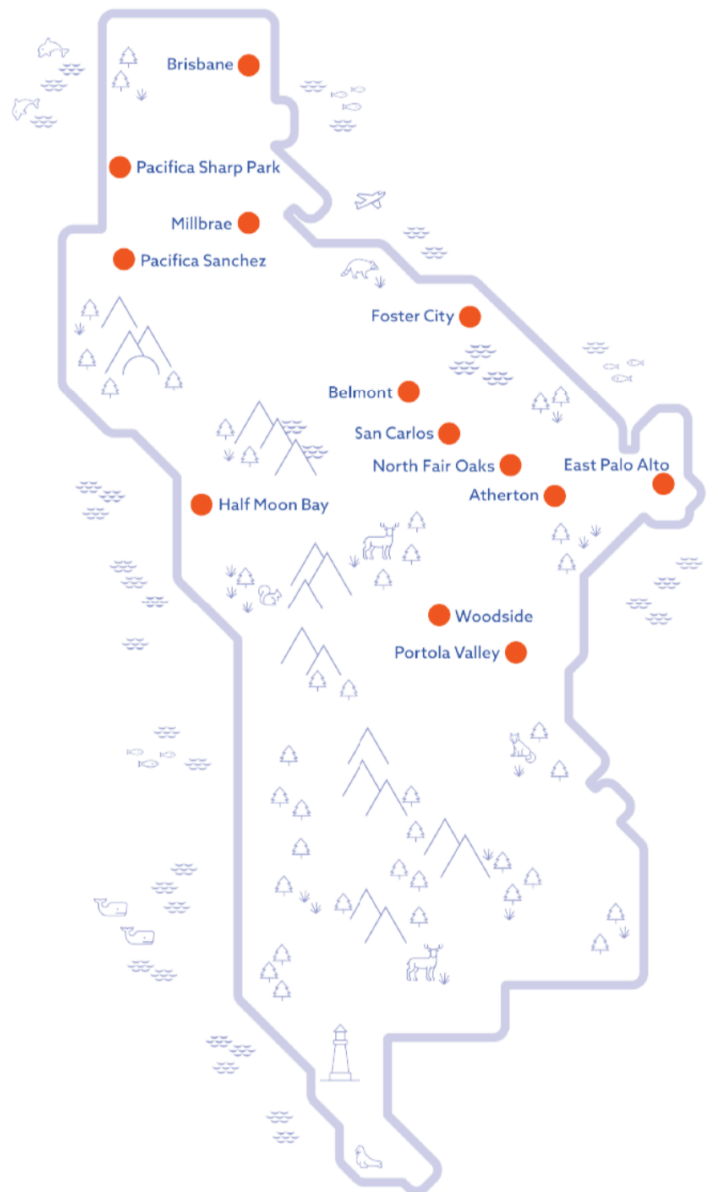 Brisbane
Pacifica Sharp Park
Millbrae
Pacifica Sanchez
Foster City
Belmont
San Carlos
North Fair Oaks
East Palo Alto
Atherton
Half Moon Bay
Woodside
Portola Valley